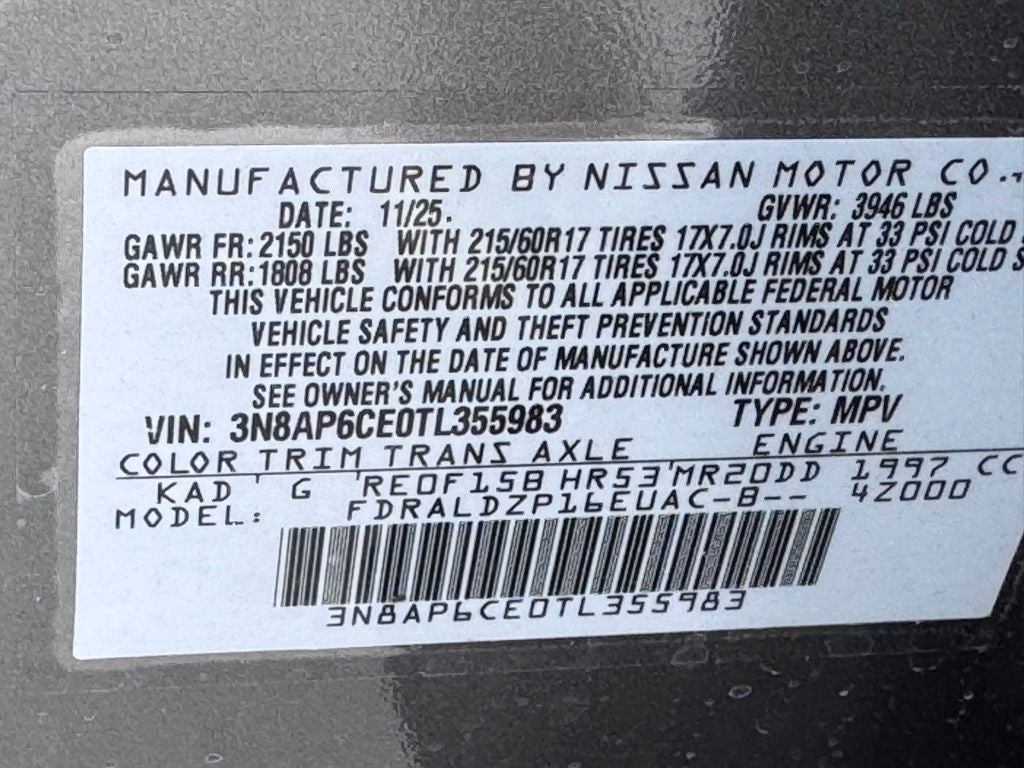 MANUFACTURED BY NISSAN MOTOR CO.,
DATE: 11/25. GVWR: 3946 LBS
GAWR FR: 2150 LBS WITH 215/60R17 TIRES 17X7.0J RIMS AT 33 PSI COLD
GAWR RR: 1808 LBS WITH 215/60R17 TIRES 17X7.0J RIMS AT 33 PSI COLD
THIS VEHICLE CONFORMS TO ALL APPLICABLE FEDERAL MOTOR
VEHICLE SAFETY AND THEFT PREVENTION STANDARDS
IN EFFECT ON THE DATE OF MANUFACTURE SHOWN ABOVE.
SEE OWNER'S MANUAL FOR ADDITIONAL INFORMATION.
VIN: 3N8AP6CE0TL355983 TYPE: MPV
COLOR TRIM TRANS AXLE ENGINE
KAD G RE0F15B HR53 MR20DD 1997 CC
MODEL: FDRALDZP16EUAC-B-- 4Z000
3N8AP6CE0TL355983